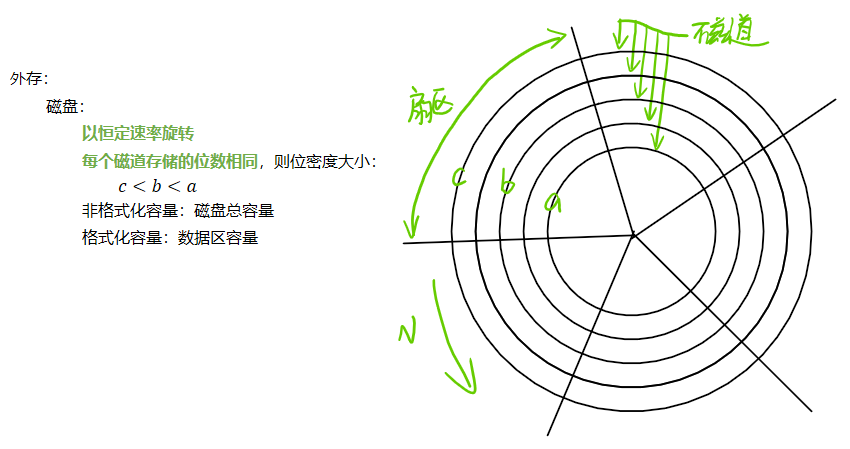 外存：
磁盘：
以恒定速率旋转
每个磁道存储的位数相同，则位密度大小：
c < b < a
非格式化容量：磁盘总容量
格式化容量：数据区容量
磁道
扇区
c
b
a
N